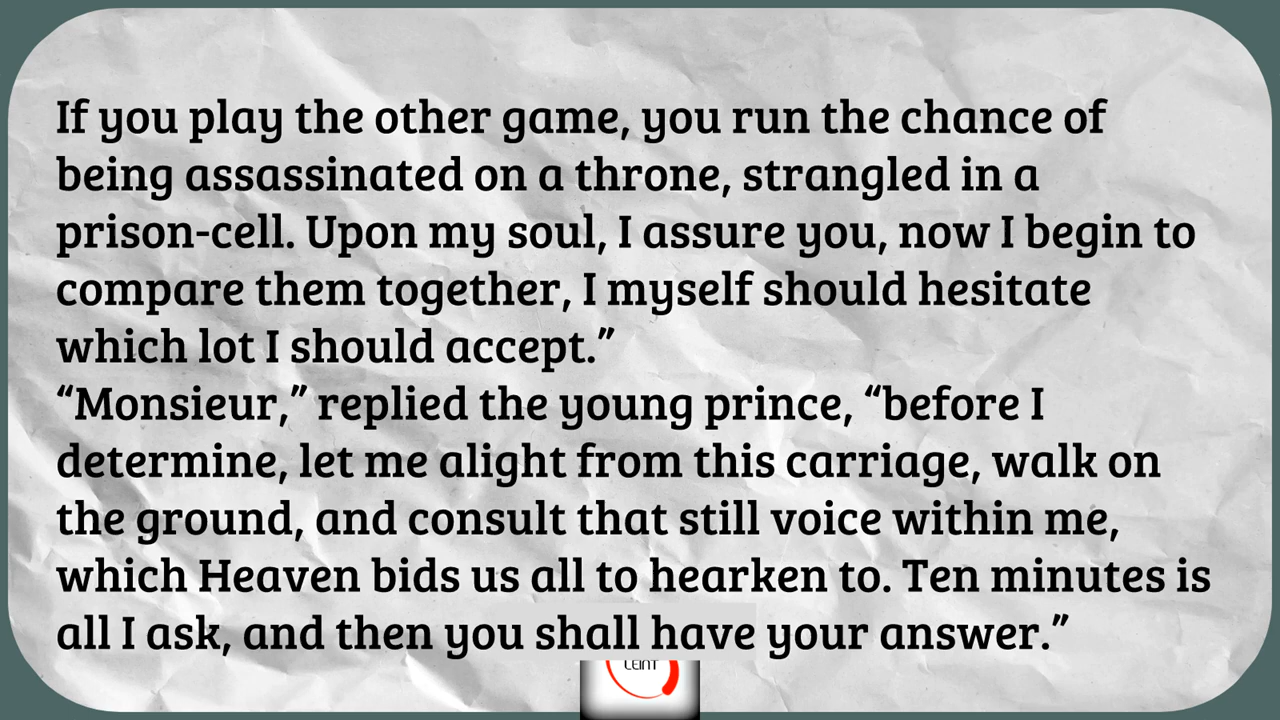 If you play the other game, you run the chance of
being assassinated on a throne, strangled in a
prison-cell. Upon my soul, I assure you, now I begin to
compare them together, I myself should hesitate
which lot I should accept.”
“Monsieur,” replied the young prince, “before I
determine, let me alight from this carriage, walk on
the ground, and consult that still voice within me,
which Heaven bids us all to hearken to. Ten minutes is
all I ask, and then you shall have your answer.”
LEINT